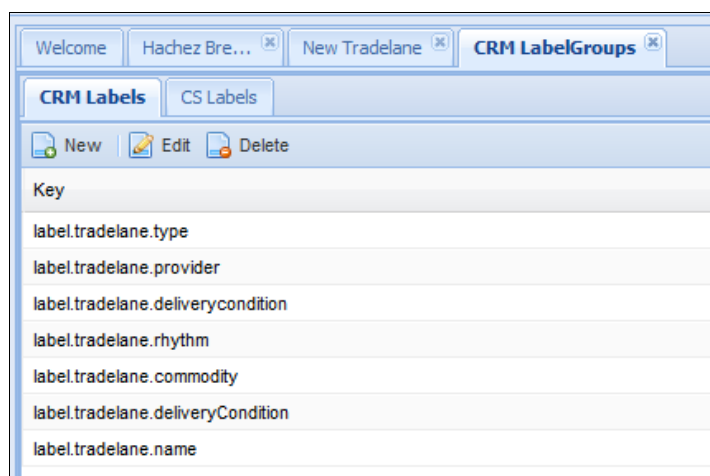 Welcome Hachez Bre... New Tradelane CRM LabelGroups
CRM Labels CS Labels
New Edit Delete
Key
label.tradelane.type
label.tradelane.provider
label.tradelane.deliverycondition
label.tradelane.rhythm
label.tradelane.commodity
label.tradelane.deliveryCondition
label.tradelane.name